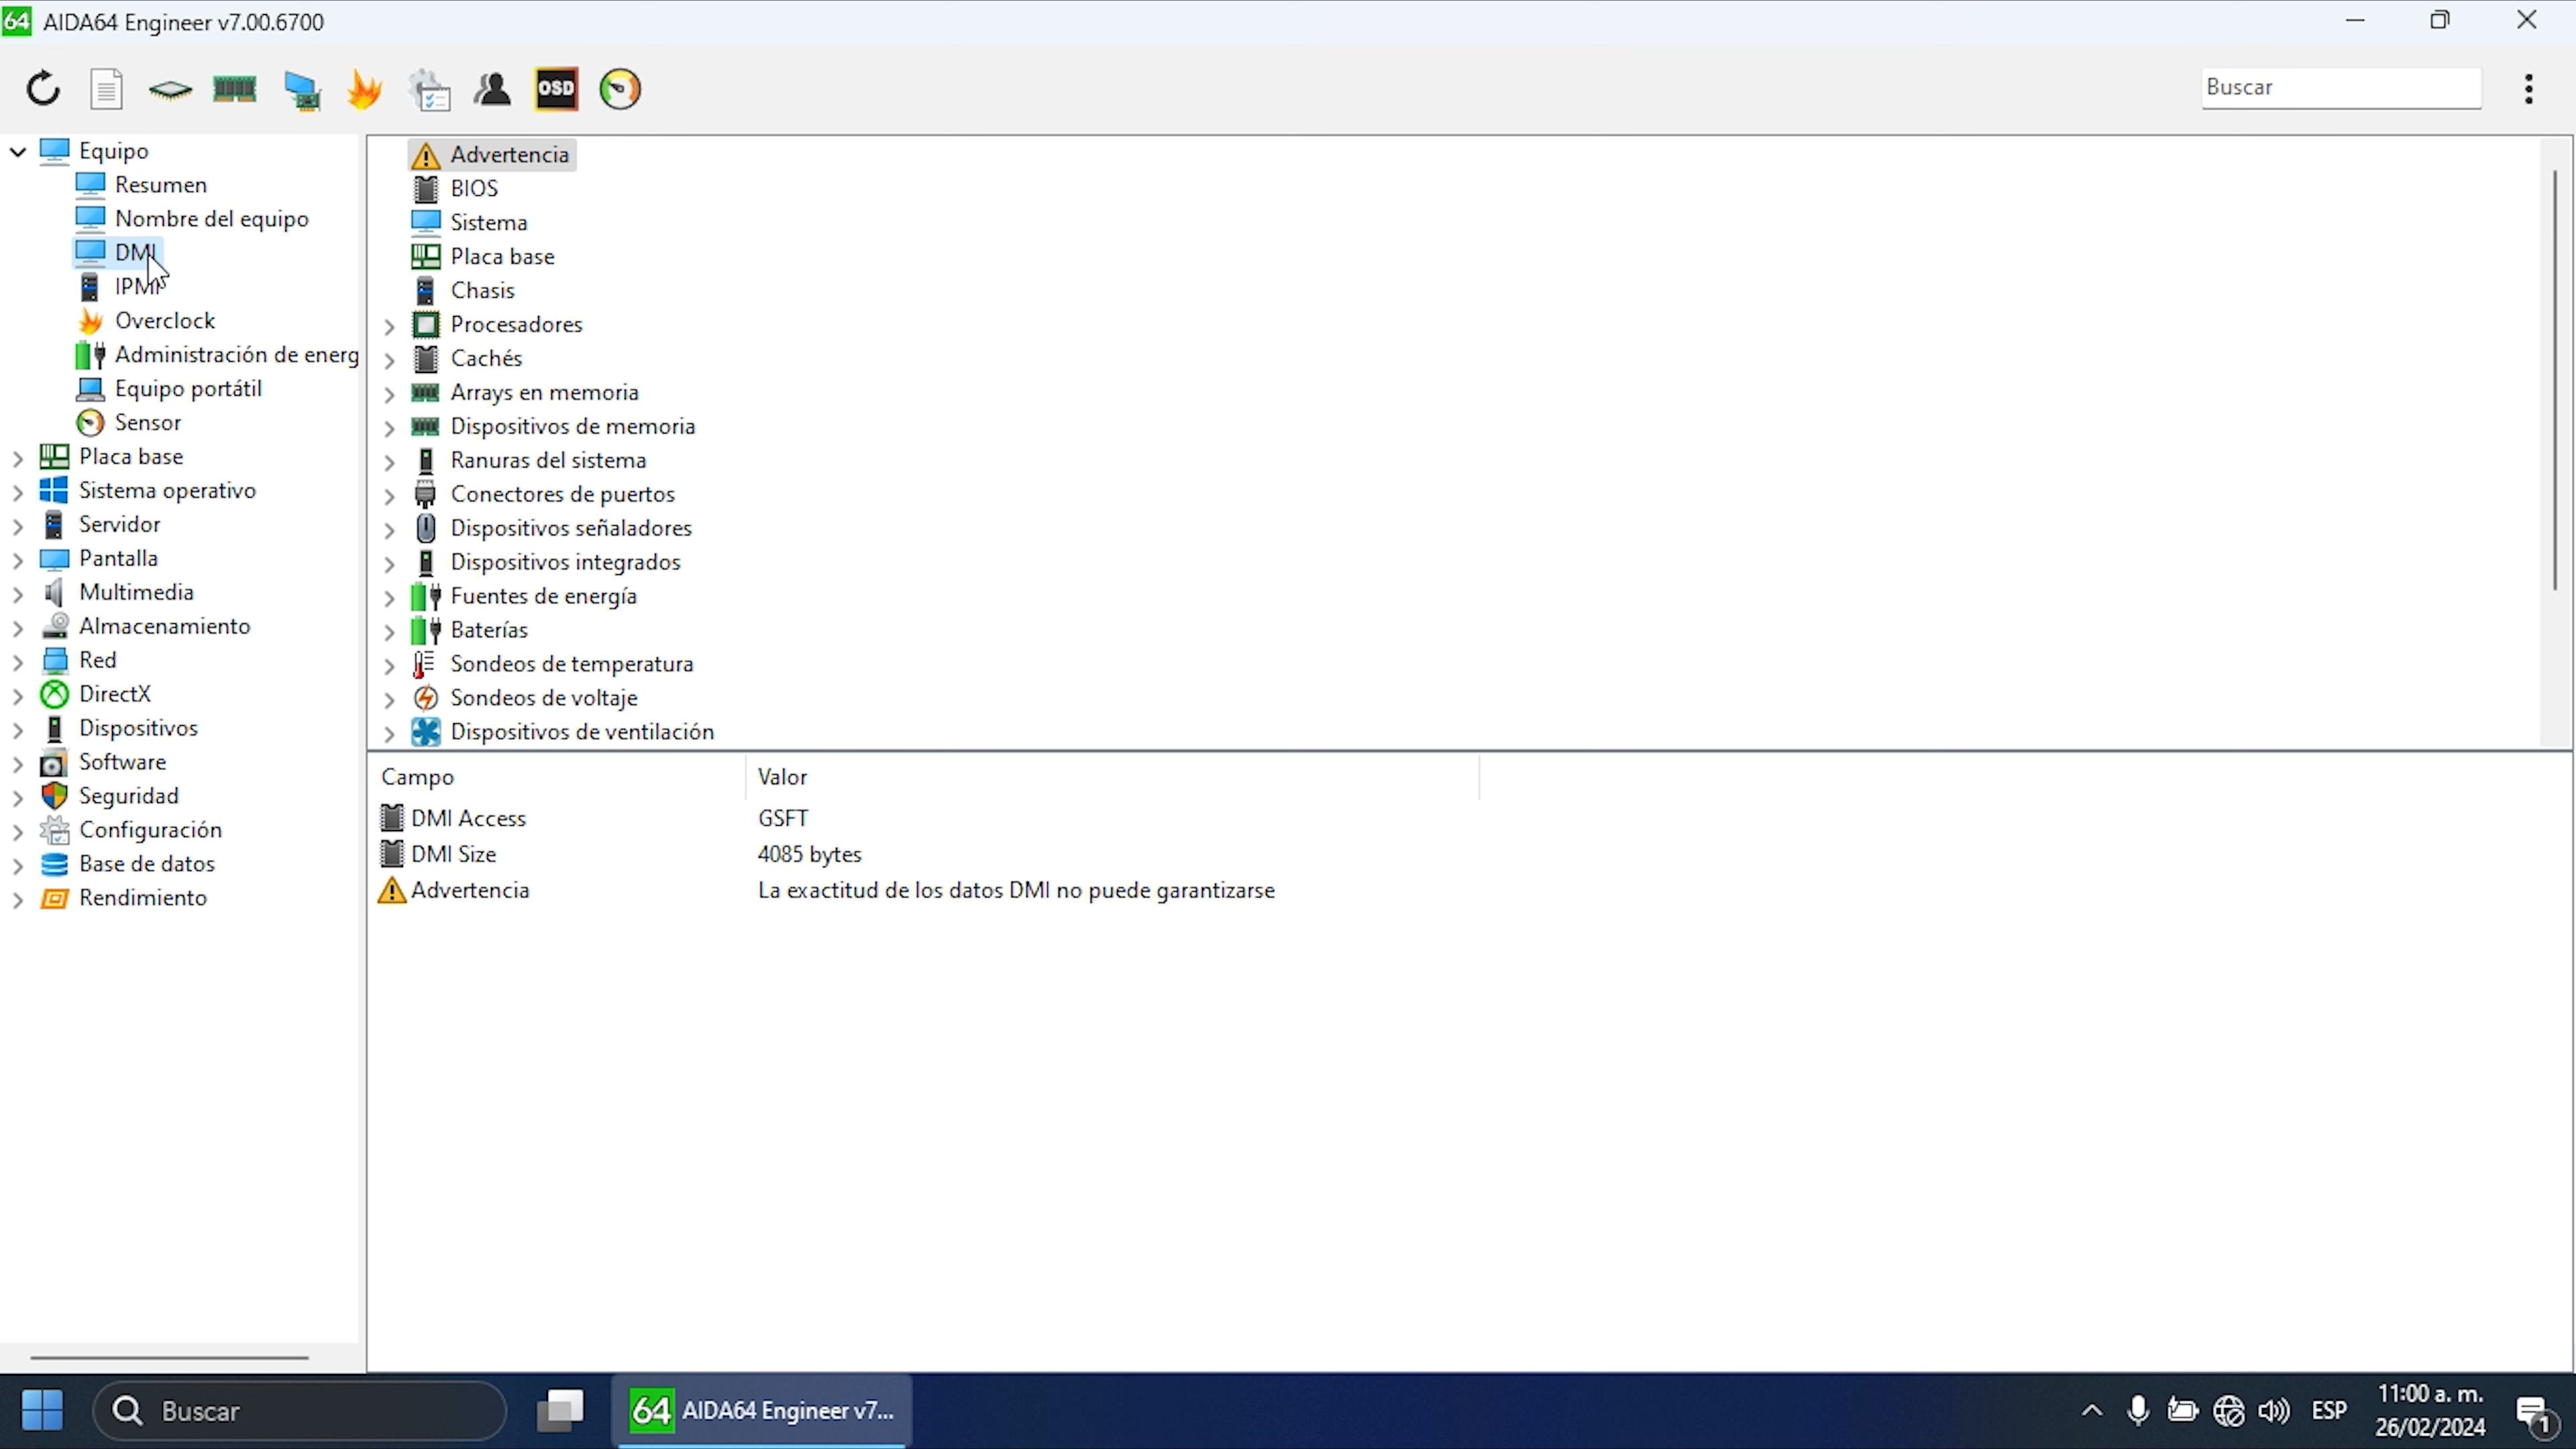 64 AIDA64 Engineer v7.00.6700
OSD
Buscar
Equipo
Resumen
Nombre del equipo
DMI
IPMI
Overclock
Administración de energ
Equipo portátil
Sensor
Placa base
Sistema operativo
Servidor
Pantalla
Multimedia
Almacenamiento
Red
DirectX
Dispositivos
Software
Seguridad
Configuración
Base de datos
Rendimiento
Advertencia
BIOS
Sistema
Placa base
Chasis
Procesadores
Cachés
Arrays en memoria
Dispositivos de memoria
Ranuras del sistema
Conectores de puertos
Dispositivos señaladores
Dispositivos integrados
Fuentes de energía
Baterías
Sondeos de temperatura
Sondeos de voltaje
Dispositivos de ventilación
Campo Valor
DMI Access GSFT
DMI Size 4085 bytes
Advertencia La exactitud de los datos DMI no puede garantizarse
Buscar
64 AIDA64 Engineer v7...
ESP
11:00 a. m.
26/02/2024
1